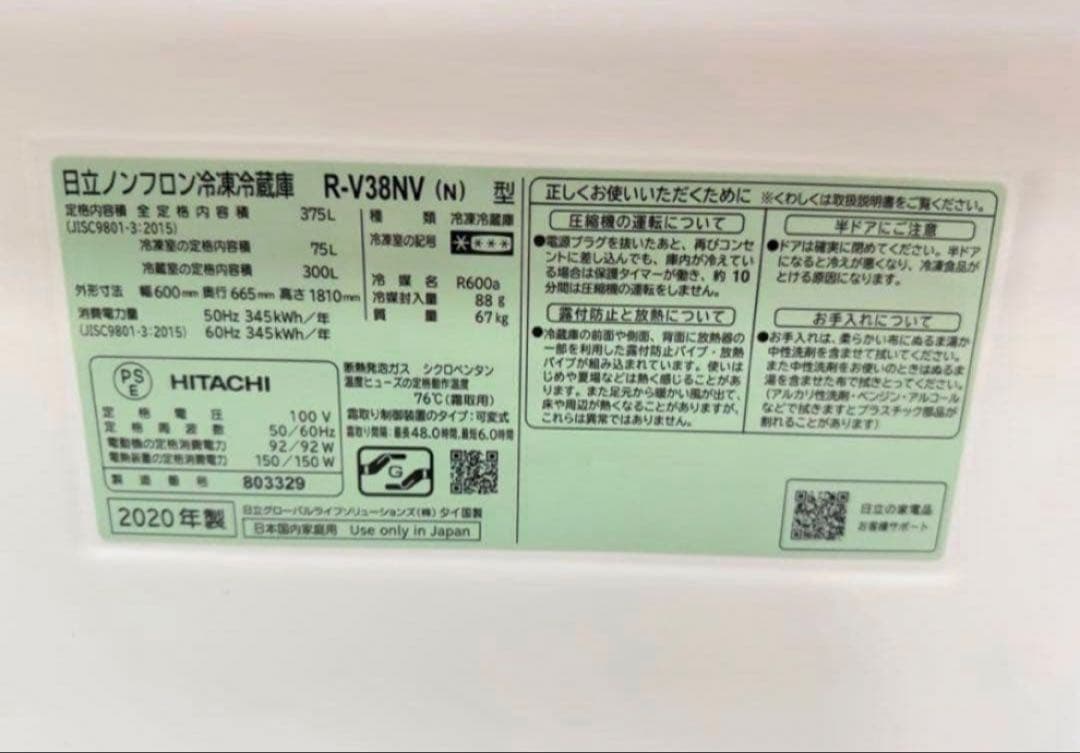 日立ノンフロン冷凍冷蔵庫 R-V38NV (N) 型
定格内容積 全定格内容積 375L
(JISC9801-3:2015)
冷凍室の定格内容積 75L
冷蔵室の定格内容積 300L
外形寸法 幅600mm 奥行665mm 高さ1810mm
消費電力量 50Hz 345kWh/年
(JISC9801-3:2015) 60Hz 345kWh/年
種類 冷凍冷蔵庫
冷凍室の記号
冷媒名 R600a
冷媒封入量 88g
質量 67kg
PSE HITACHI
定格電圧 100V
定格周波数 50/60Hz
電動機の定格消費電力 92/92W
電熱装置の定格消費電力 150/150W
製造番号 803329
断熱発泡ガス シクロペンタン
温度ヒューズの定格動作温度
76℃(霜取用)
霜取り制御装置のタイプ:可変式
霜取り間隔:最長48.0時間,最短6.0時間
G
2020年製
日立グローバルライフソリューションズ(株) タイ国製
日本国内家庭用 Use only in Japan
正しくお使いいただくために ※くわしくは取扱説明書をご覧ください。
圧縮機の運転について
●電源プラグを抜いたあと、再びコンセ
ントに差し込んでも、庫内が冷えてい
る場合は保護タイマーが働き、約10
分間は圧縮機の運転をしません。
露付防止と放熱について
●冷蔵庫の前面や側面、背面に放熱器の
一部を利用した露付防止パイプ・放熱
パイプが組み込まれています。使いは
じめや夏場などは熱く感じることがあ
ります。また足元から暖かい風が出て、
床や周辺が熱くなることがありますが、
これらは異常ではありません。
半ドアにご注意
●ドアは確実に閉めてください。半ドア
になると冷えが悪くなり、冷凍食品が
とける原因になります。
お手入れについて
●お手入れは、柔らかい布にぬるま湯か
中性洗剤を含ませて拭いてください。
また中性洗剤をお使いのときはぬるま
湯を含ませた布で拭きとってください。
(アルカリ性洗剤・ベンジン・アルコール
などで拭きますとプラスチック部品が
割れることがあります)
日立の家電品
お客様サポート